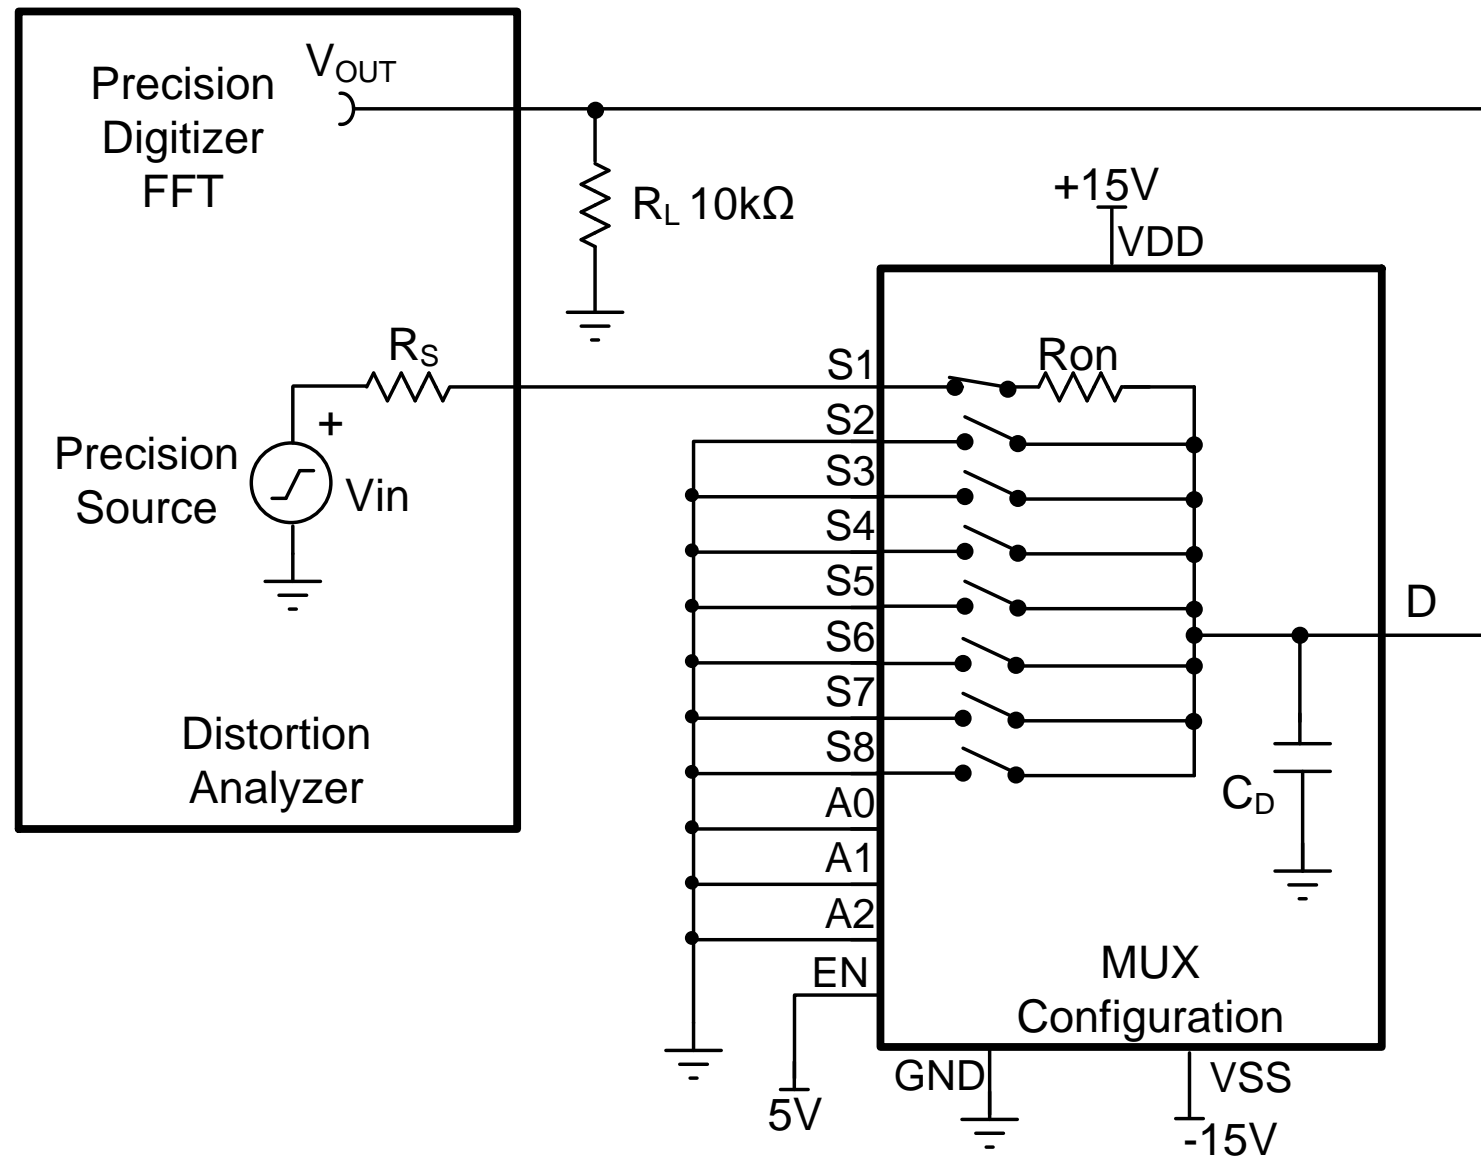 Precision
Digitizer
FFT
VOUT
RL 10kΩ
+15V
VDD
RS
+
Precision
Source
Vin
Distortion
Analyzer
S1
S2
S3
S4
S5
S6
S7
S8
A0
A1
A2
EN
5V
Ron
D
CD
MUX
Configuration
GND
VSS
-15V